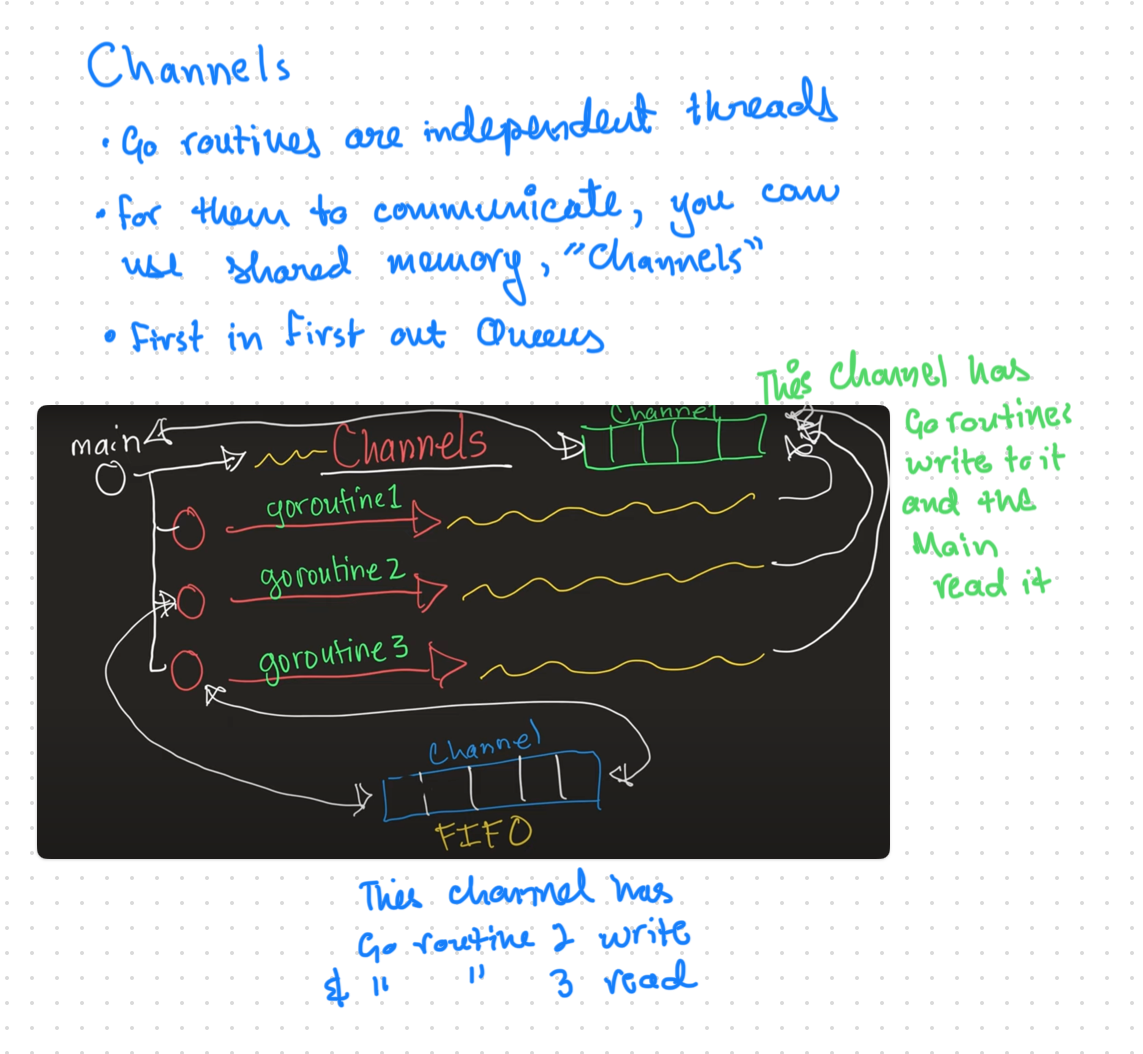 Channels
• Go routines are independent threads
• for them to communicate, you can
use shared memory, "Channels"
• First in first out Queues
This Channel has
Go routines
write to it
and the
Main
read it
main
Channels
Channel
goroutine 1
goroutine 2
goroutine 3
Channel
FIFO
This channel has
Go routine 2 write
& " " 3 read